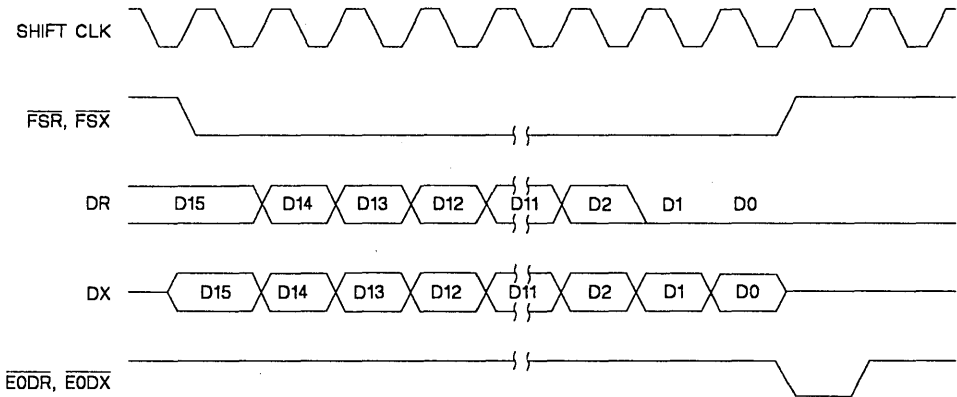 SHIFT CLK
FSR, FSX
DR D15 D14 D13 D12 D11 D2 D1 D0
DX D15 D14 D13 D12 D11 D2 D1 D0
EODR, EODX